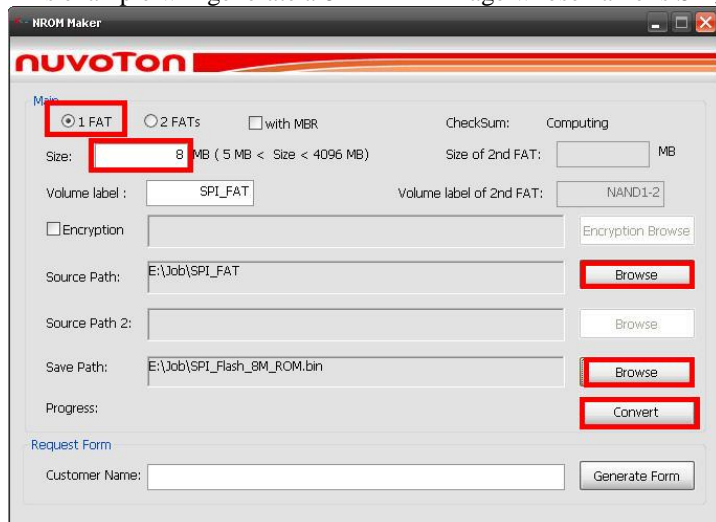 NROM Maker
nuvoTon
Main
1 FAT 2 FATs with MBR CheckSum: Computing
Size: 8 MB ( 5 MB < Size < 4096 MB) Size of 2nd FAT: MB
Volume label : SPI_FAT Volume label of 2nd FAT: NAND1-2
Encryption Encryption Browse
Source Path: E:\Job\SPI_FAT Browse
Source Path 2: Browse
Save Path: E:\Job\SPI_Flash_8M_ROM.bin Browse
Progress: Convert
Request Form
Customer Name: Generate Form